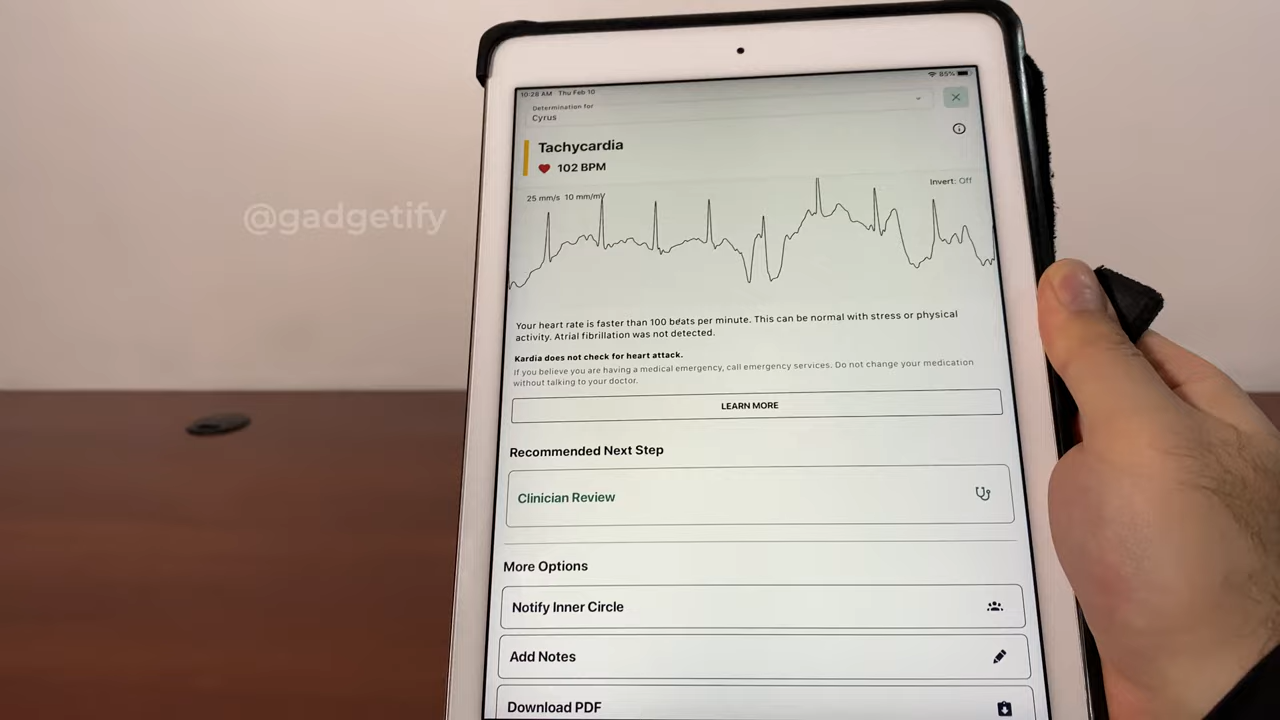 10:28 AM Thu Feb 10
85%
Determination for
Cyrus
Tachycardia
102 BPM
25 mm/s 10 mm/mV
Invert: Off
@gadgetify
Your heart rate is faster than 100 beats per minute. This can be normal with stress or physical
activity. Atrial fibrillation was not detected.
Kardia does not check for heart attack.
If you believe you are having a medical emergency, call emergency services. Do not change your medication
without talking to your doctor.
LEARN MORE
Recommended Next Step
Clinician Review
More Options
Notify Inner Circle
Add Notes
Download PDF